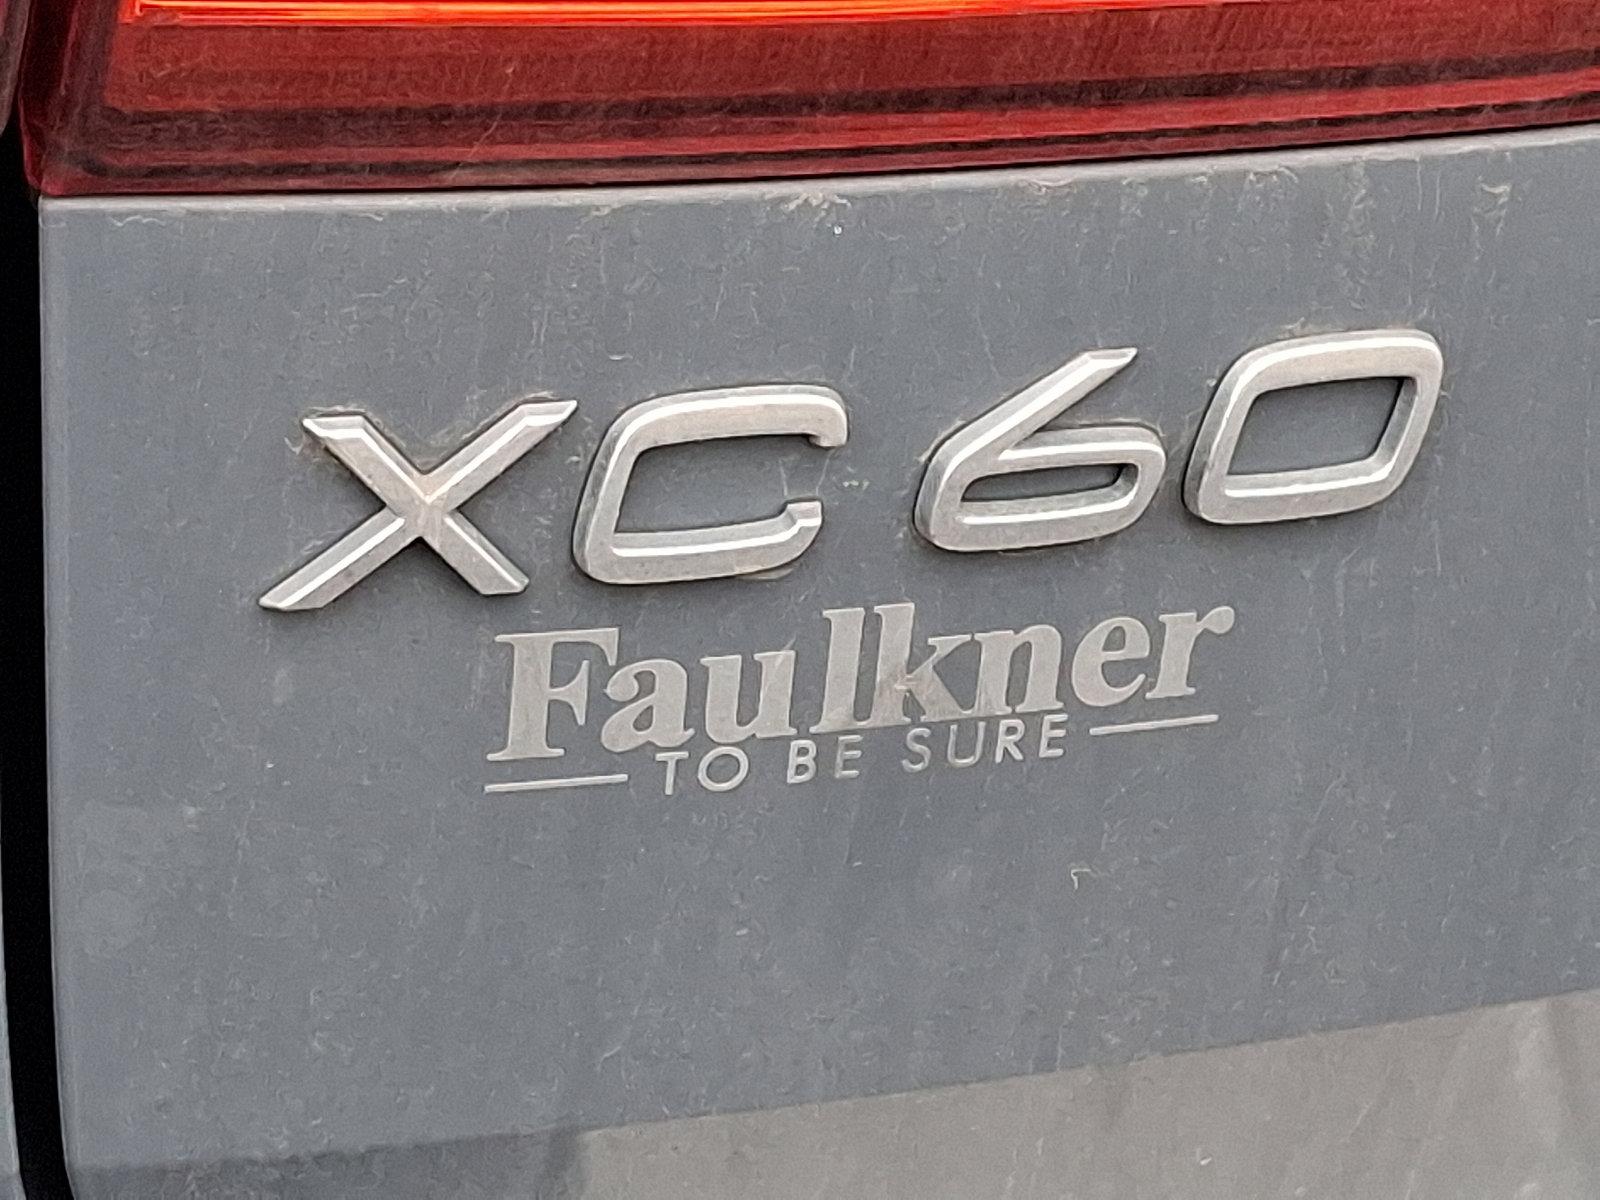 XC60
Faulkner
TO BE SURE